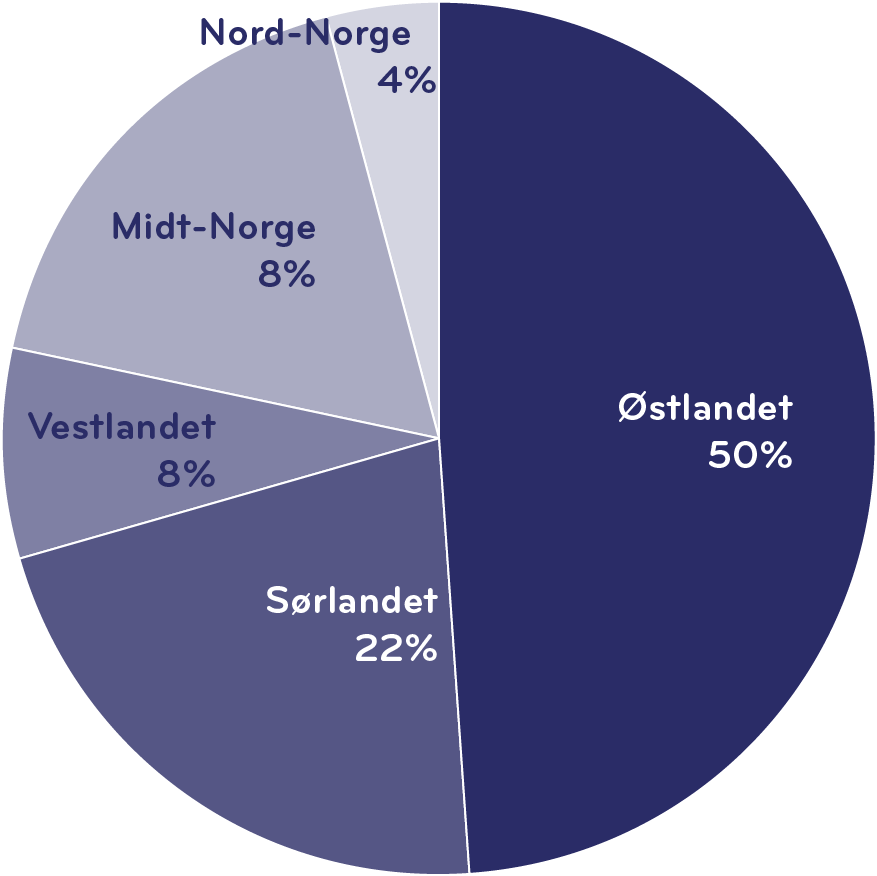 Nord-Norge
4%
Midt-Norge
8%
Østlandet
50%
Vestlandet
8%
Sørlandet
22%